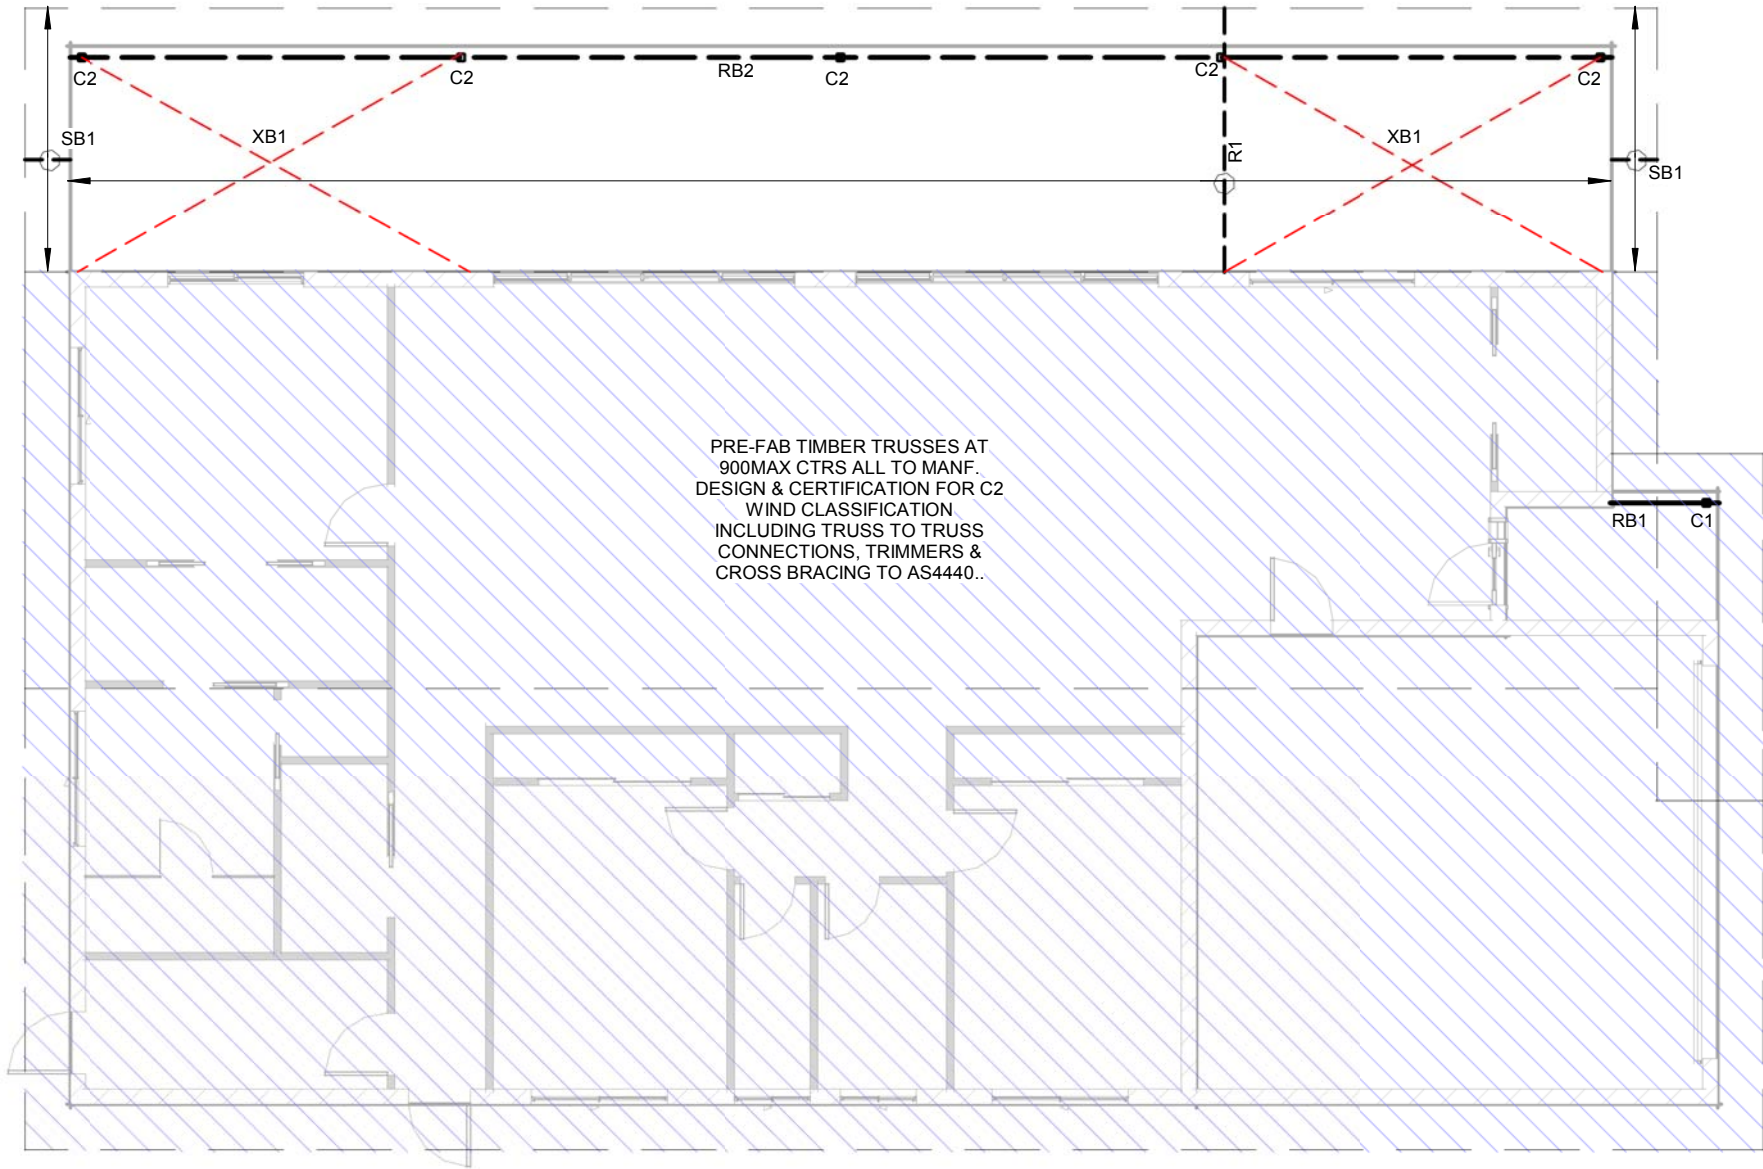 C2
C2
RB2
C2
C2
C2
SB1
XB1
R1
XB1
SB1
PRE-FAB TIMBER TRUSSES AT
900MAX CTRS ALL TO MANF.
DESIGN & CERTIFICATION FOR C2
WIND CLASSIFICATION
INCLUDING TRUSS TO TRUSS
CONNECTIONS, TRIMMERS &
CROSS BRACING TO AS4440..
RB1
C1